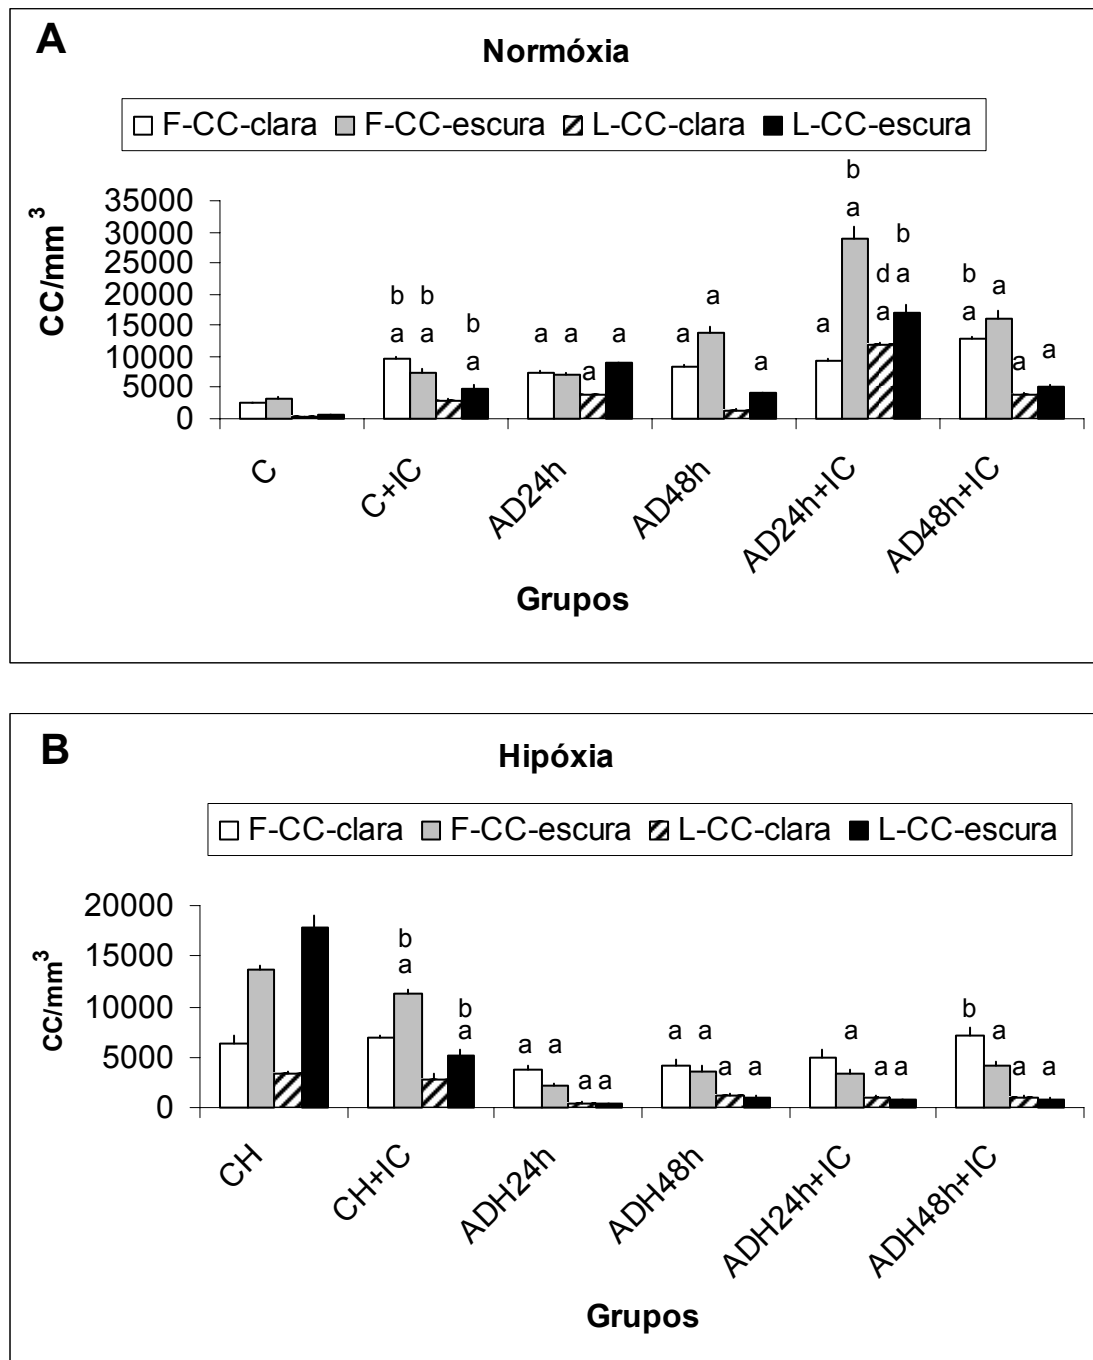 A
Normóxia
F-CC-clara F-CC-escura L-CC-clara L-CC-escura
CC/mm³
35000
30000
25000
20000
15000
10000
5000
0
b b b
a a a
a a a a
a a a
b b d b
a a a a
b a
a a a
C C+IC AD24h AD48h AD24h+IC AD48h+IC
Grupos
B
Hipóxia
F-CC-clara F-CC-escura L-CC-clara L-CC-escura
CC/mm³
20000
15000
10000
5000
0
b b
a a
a a a a
a a a a
a a a
b a a a
CH CH+IC ADH24h ADH48h ADH24h+IC ADH48h+IC
Grupos